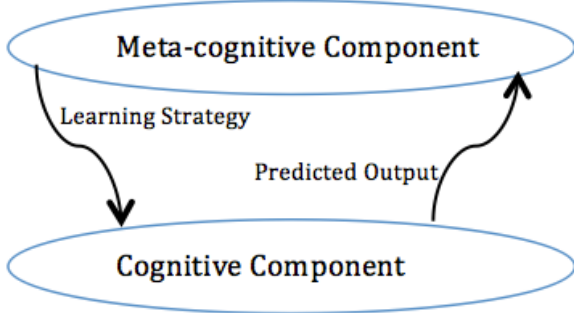 Meta-cognitive Component
Learning Strategy
Predicted Output
Cognitive Component